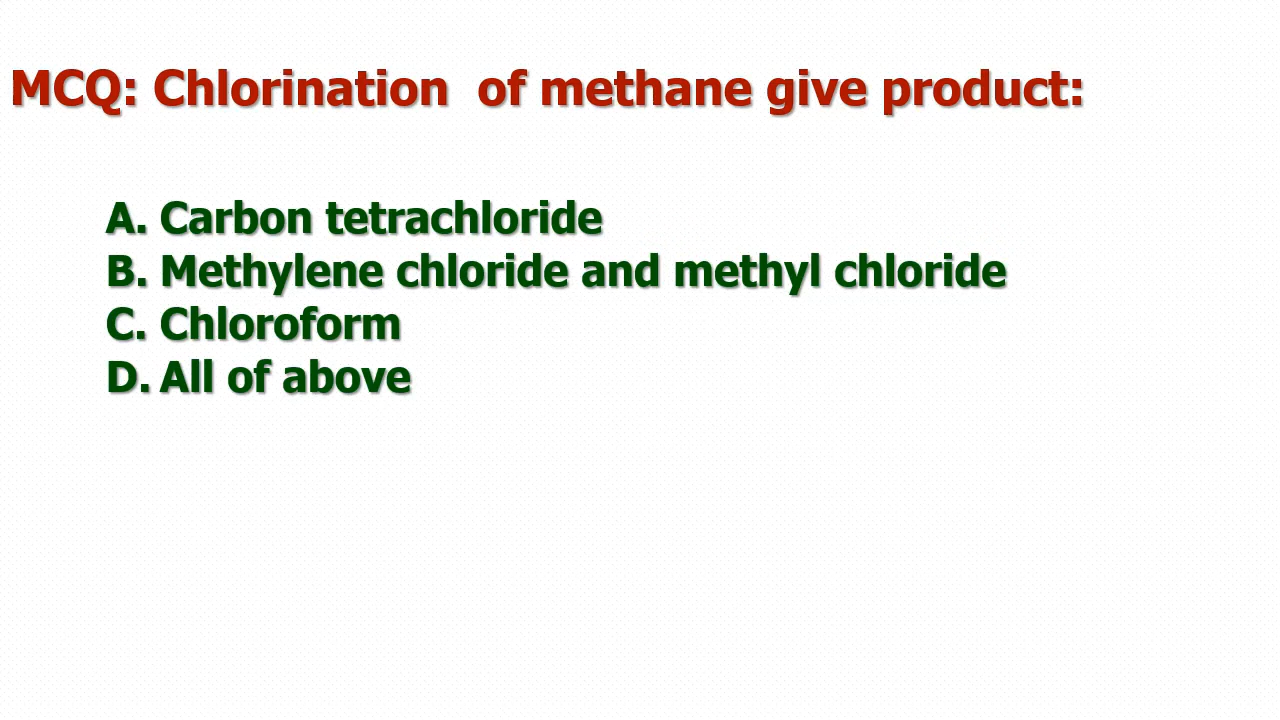 MCQ: Chlorination  of methane give product:
A. Carbon tetrachloride
B. Methylene chloride and methyl chloride
C. Chloroform
D. All of above